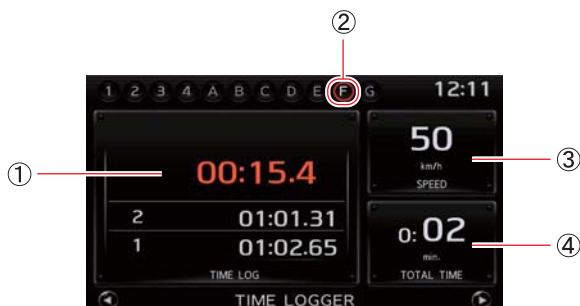 ②
1 2 3 4 A B C D E F G 12:11
①
00:15.4
2 01:01.31
1 01:02.65
TIME LOG
50
km/h
SPEED
③
0:02
min.
TOTAL TIME
④
TIME LOGGER